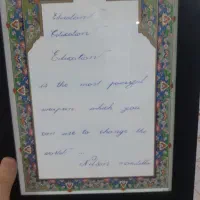 Education
Education
Education
is the most powerful
weapon which you
can use to change the
world
Nelson mandela